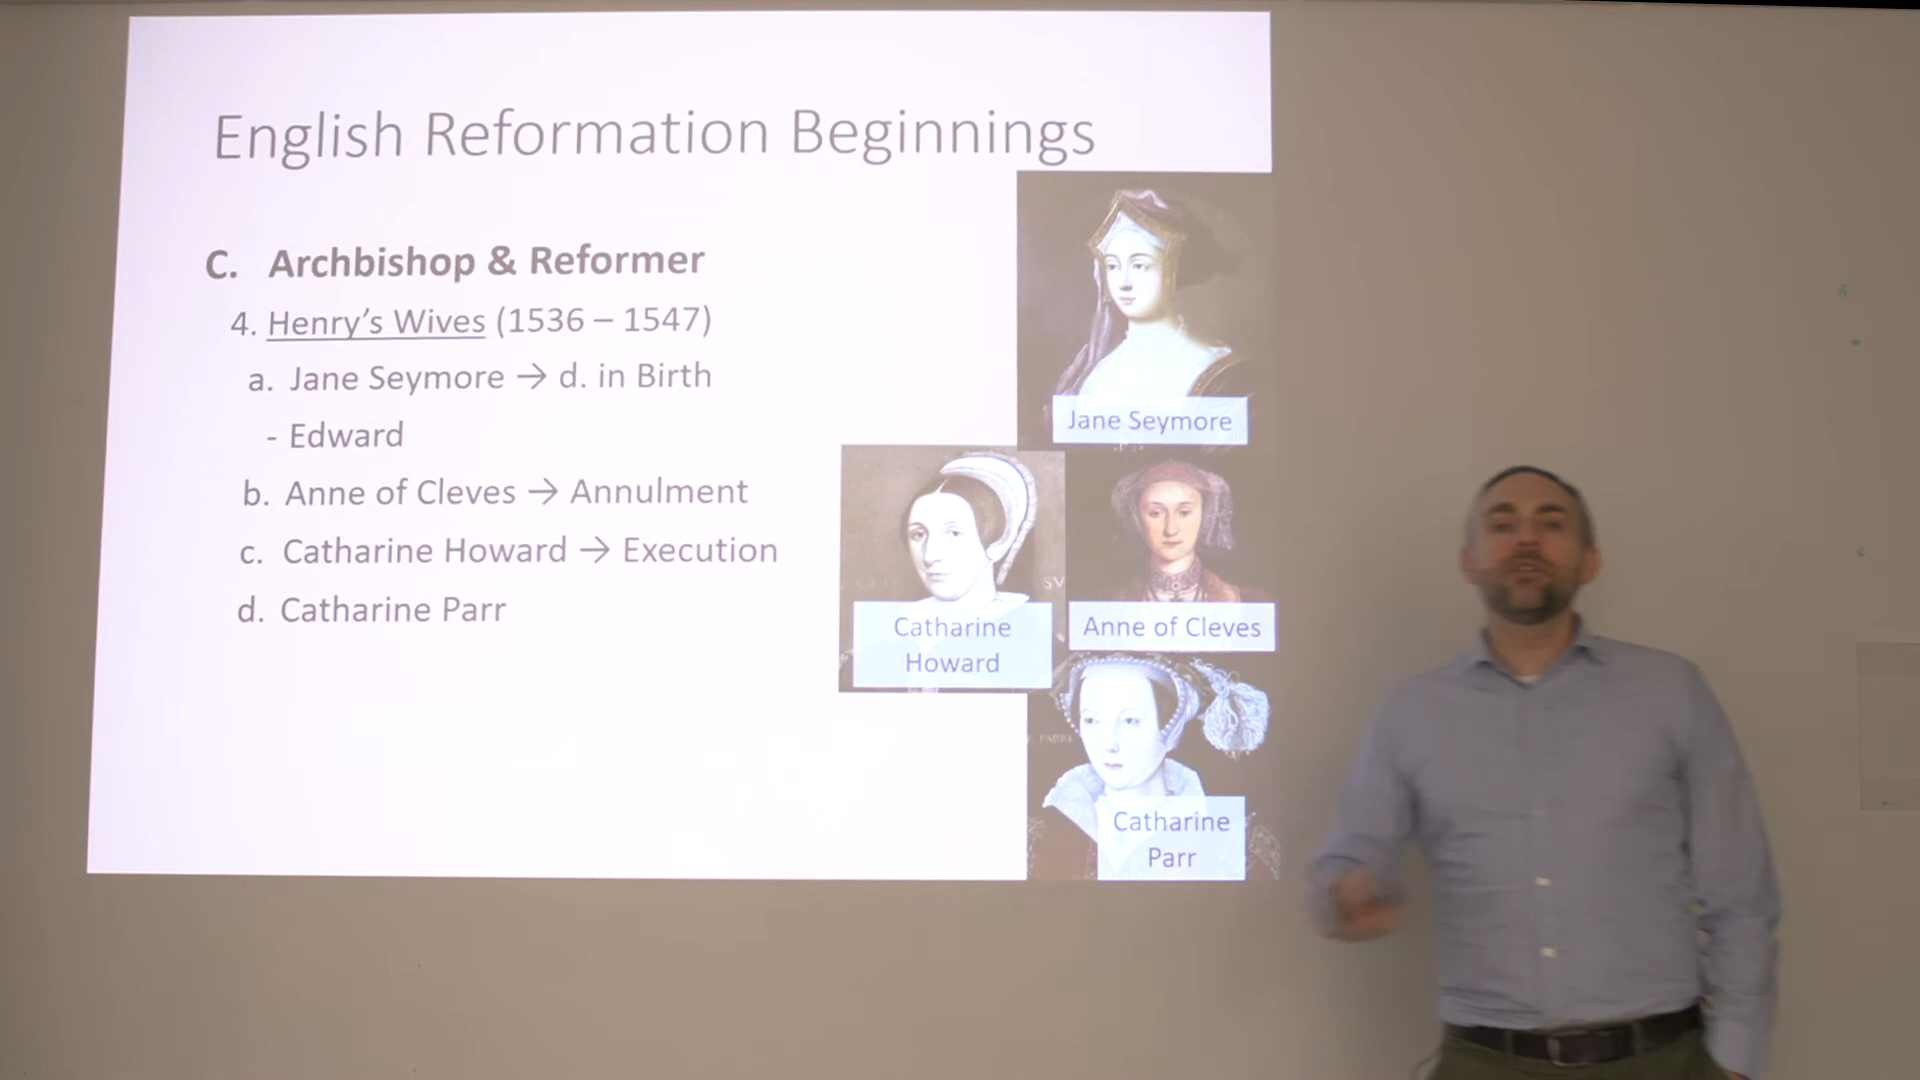 English Reformation Beginnings
C. Archbishop & Reformer
4. Henry's Wives (1536 – 1547)
a. Jane Seymore → d. in Birth
- Edward
b. Anne of Cleves → Annulment
c. Catharine Howard → Execution
d. Catharine Parr
Jane Seymore
Catharine
Howard
Anne of Cleves
Catharine
Parr